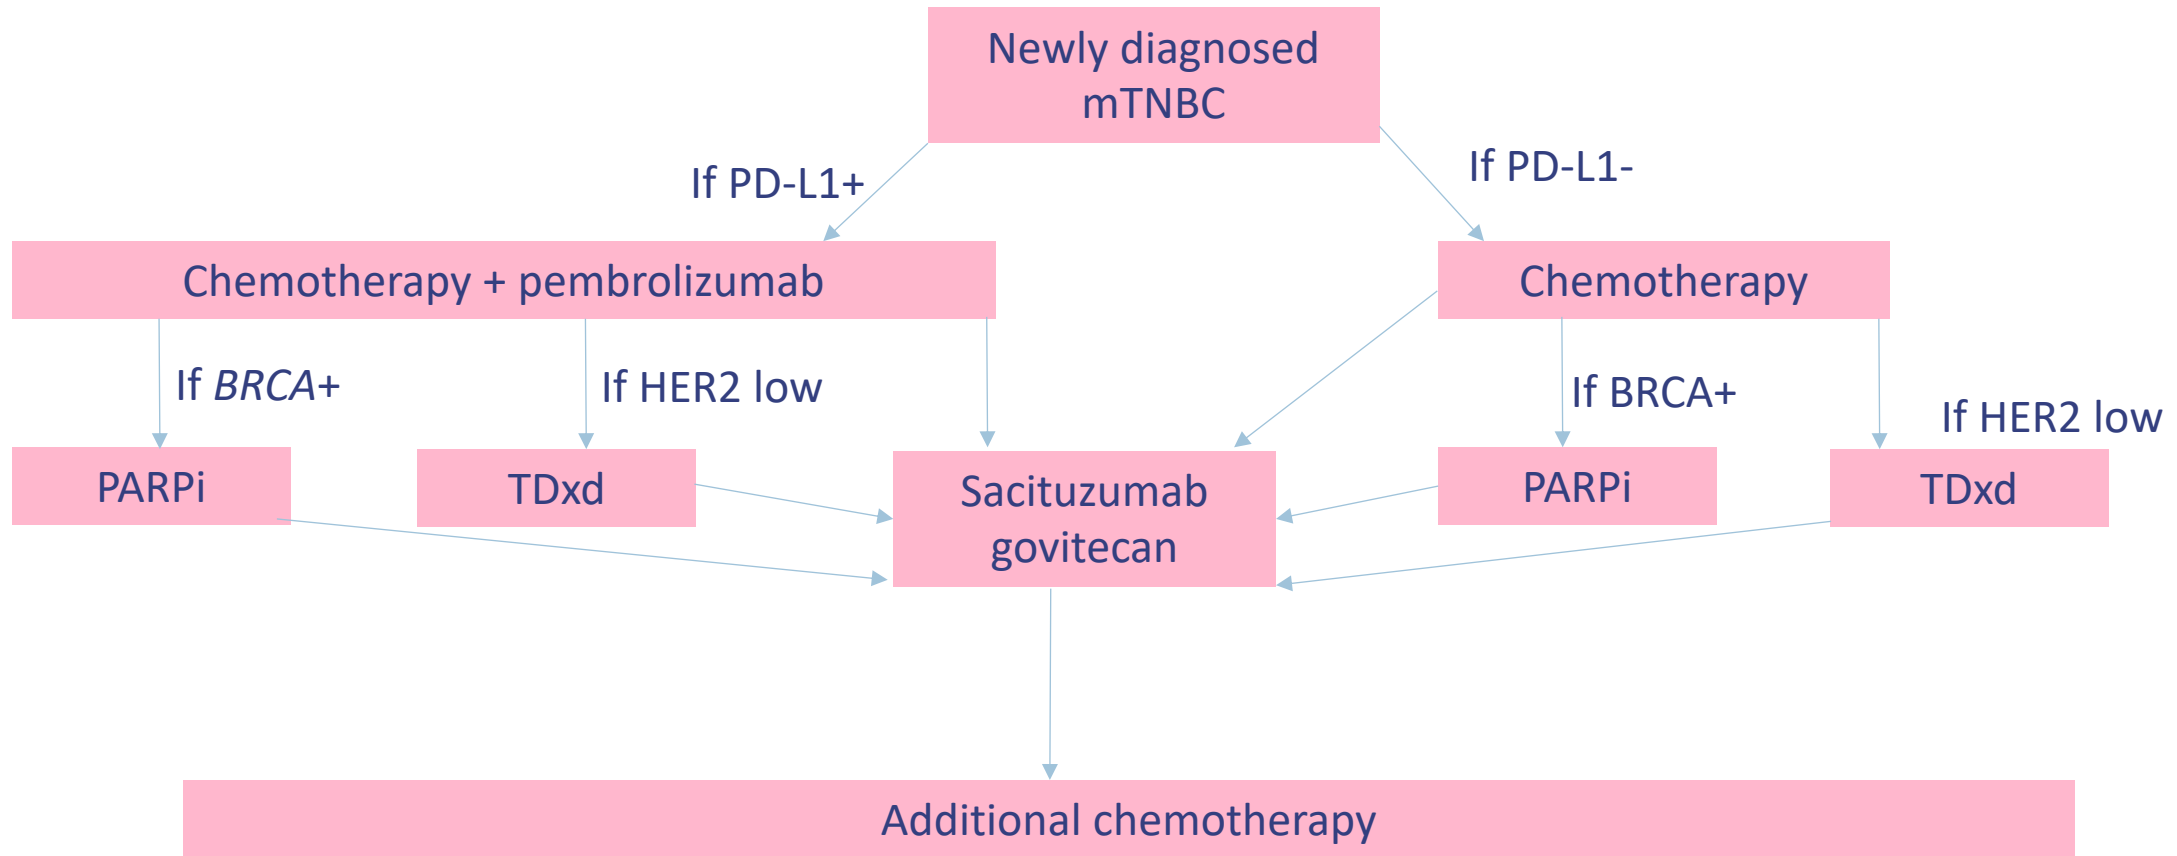 Newly diagnosed
mTNBC
If PD-L1+
If PD-L1-
Chemotherapy + pembrolizumab
Chemotherapy
If BRCA+
If HER2 low
If BRCA+
If HER2 low
PARPi
TDxd
Sacituzumab
govitecan
PARPi
TDxd
Additional chemotherapy